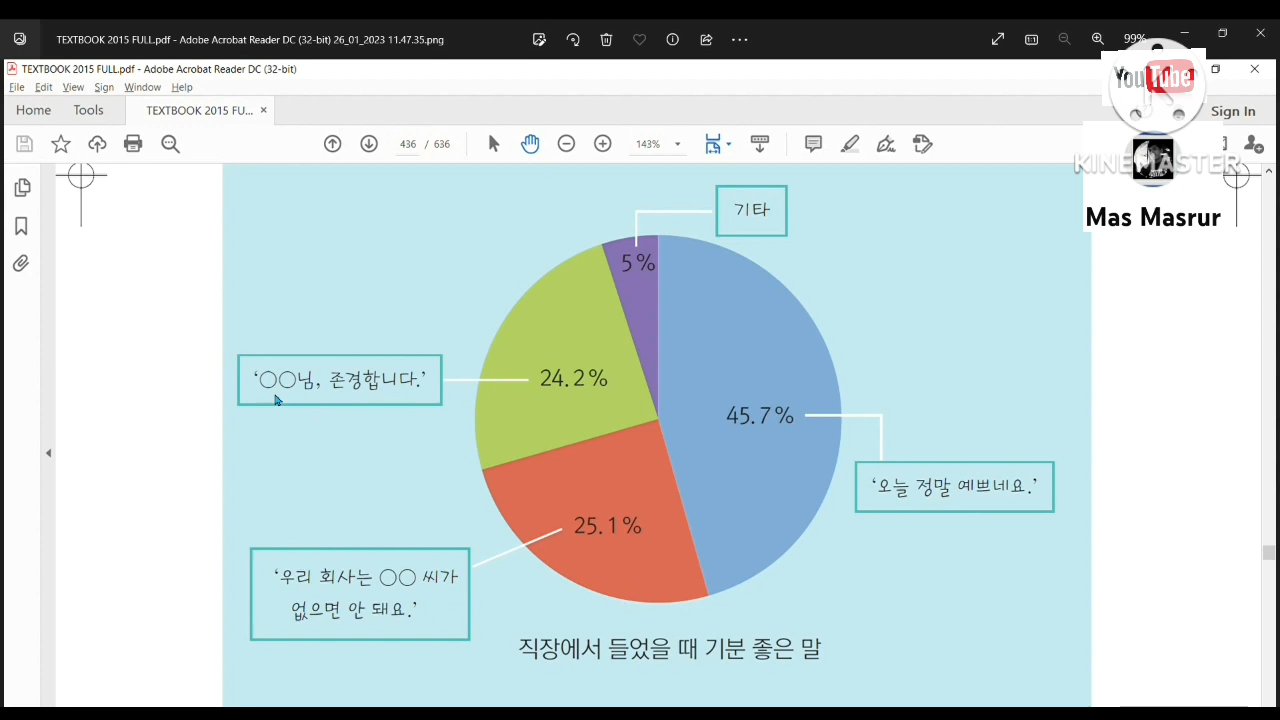 TEXTBOOK 2015 FULL.pdf - Adobe Acrobat Reader DC (32-bit) 26_01_2023 11.47.35.png
99%
TEXTBOOK 2015 FULL.pdf - Adobe Acrobat Reader DC (32-bit)
File Edit View Sign Window Help
YouTube
Home Tools TEXTBOOK 2015 FU... × Sign In
436 / 636 143%
KINEMASTER
Mas Masrur
기타
5%
'○○님, 존경합니다.'
24.2%
45.7%
'오늘 정말 예쁘네요.'
25.1%
'우리 회사는 ○○ 씨가
없으면 안 돼요.'
직장에서 들었을 때 기분 좋은 말